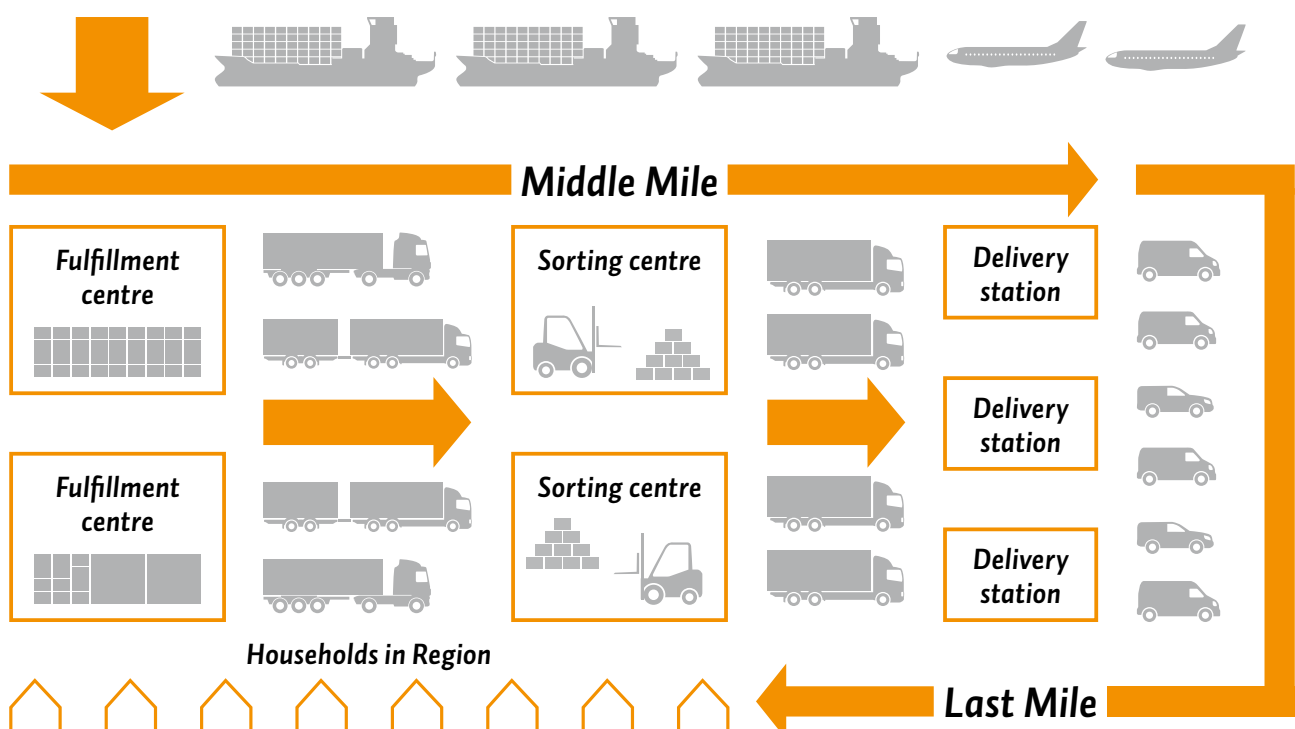 Middle Mile
Fulfillment
centre
Sorting centre
Delivery
station
Delivery
station
Fulfillment
centre
Sorting centre
Delivery
station
Households in Region
Last Mile